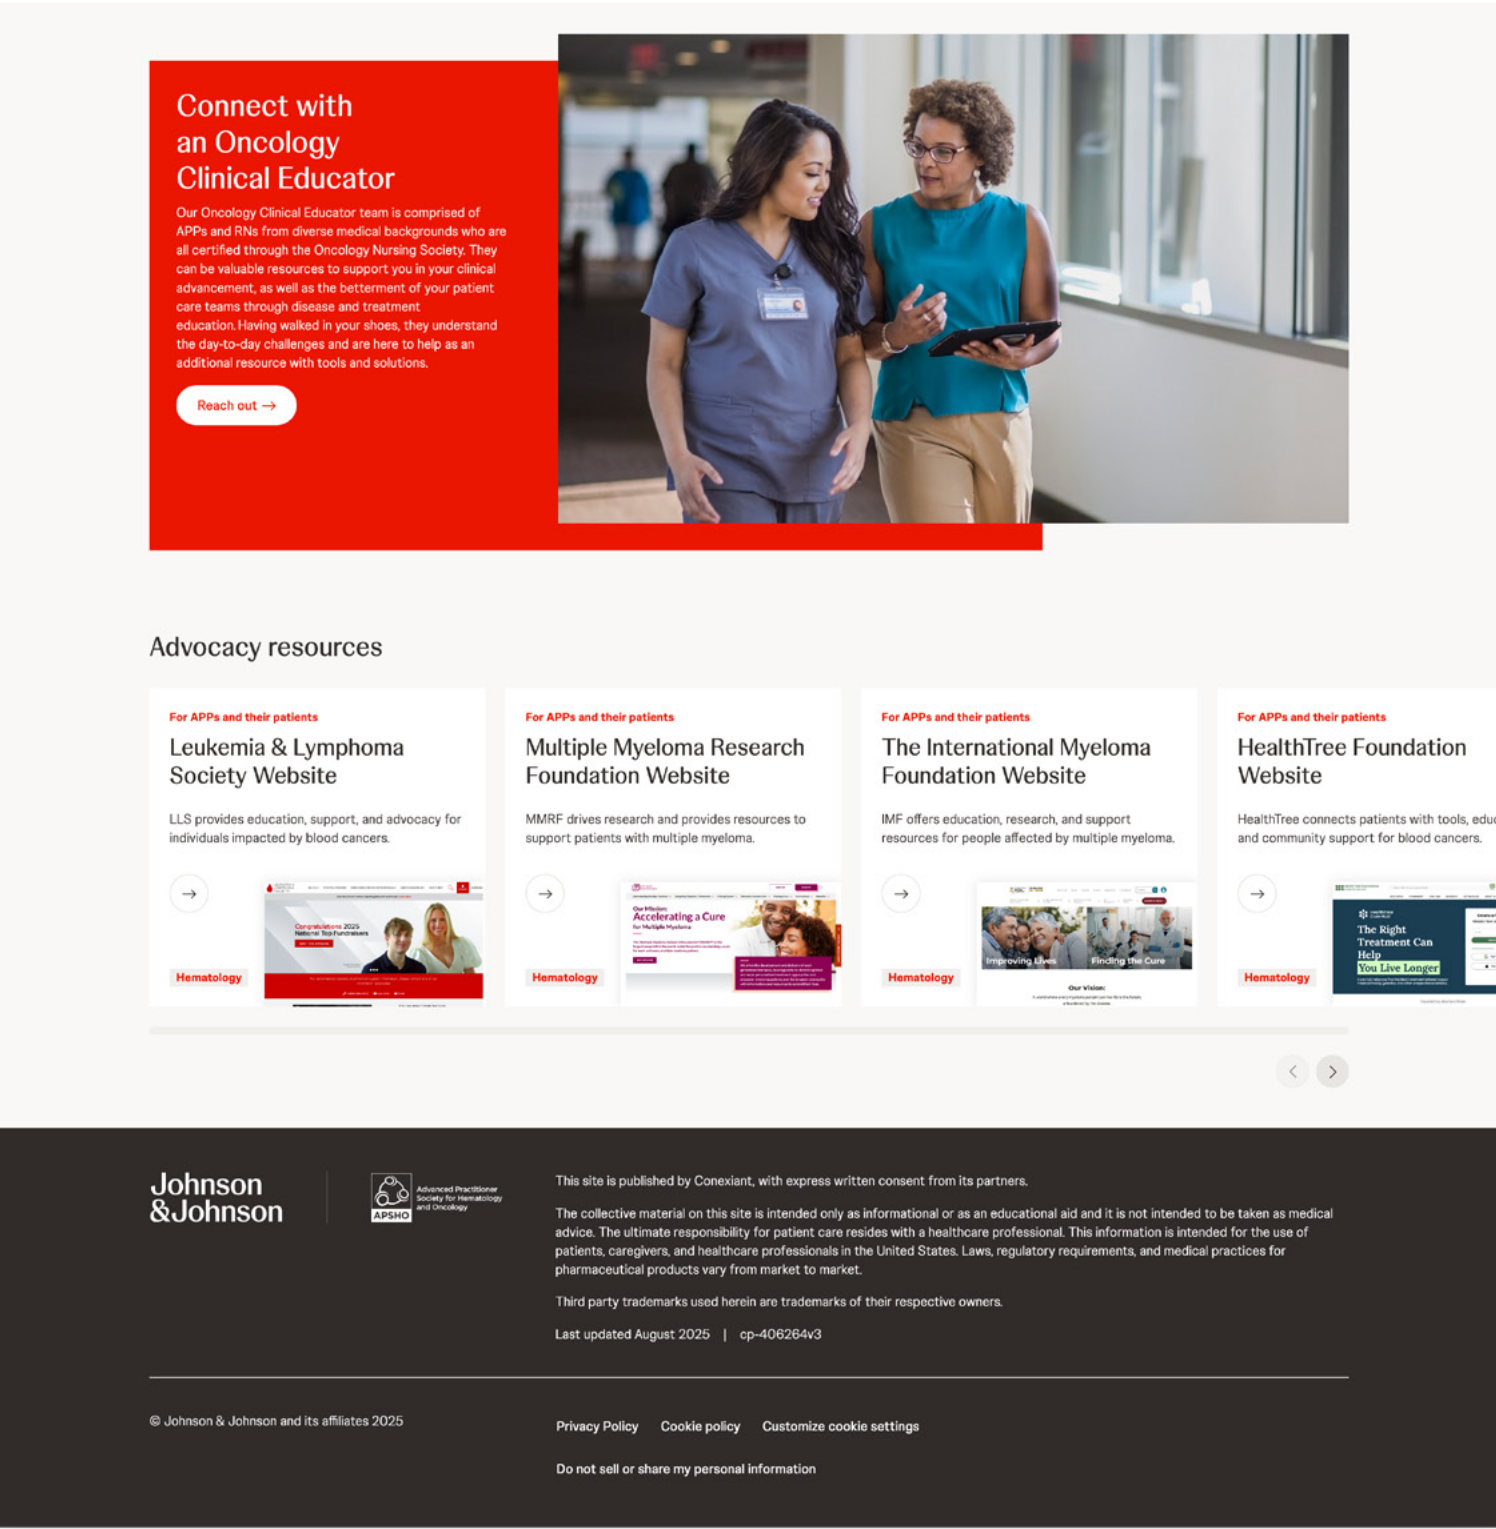 Connect with
an Oncology
Clinical Educator
Our Oncology Clinical Educator team is comprised of
APPs and RNs from diverse medical backgrounds who are
all certified through the Oncology Nursing Society. They
can be valuable resources to support you in your clinical
advancement, as well as the betterment of your patient
care teams through disease and treatment
education. Having walked in your shoes, they understand
the day-to-day challenges and are here to help as an
additional resource with tools and solutions.
Reach out →
Advocacy resources
For APPs and their patients
Leukemia & Lymphoma
Society Website
LLS provides education, support, and advocacy for
individuals impacted by blood cancers.
Congratulations 2025
National Top Fundraisers
Hematology
For APPs and their patients
Multiple Myeloma Research
Foundation Website
MMRF drives research and provides resources to
support patients with multiple myeloma.
Our Mission:
Accelerating a Cure
for Multiple Myeloma
Hematology
For APPs and their patients
The International Myeloma
Foundation Website
IMF offers education, research, and support
resources for people affected by multiple myeloma.
Improving Lives
Finding the Cure
Our Vision:
Hematology
For APPs and their patients
HealthTree Foundation
Website
HealthTree connects patients with tools, educ
and community support for blood cancers.
The Right
Treatment Can
Help
You Live Longer
Hematology
Johnson
&Johnson
APSHO
Advanced Practitioner
Society for Hematology
and Oncology
This site is published by Conexiant, with express written consent from its partners.
The collective material on this site is intended only as informational or as an educational aid and it is not intended to be taken as medical
advice. The ultimate responsibility for patient care resides with a healthcare professional. This information is intended for the use of
patients, caregivers, and healthcare professionals in the United States. Laws, regulatory requirements, and medical practices for
pharmaceutical products vary from market to market.
Third party trademarks used herein are trademarks of their respective owners.
Last updated August 2025 | cp-406264v3
© Johnson & Johnson and its affiliates 2025
Privacy Policy Cookie policy Customize cookie settings
Do not sell or share my personal information